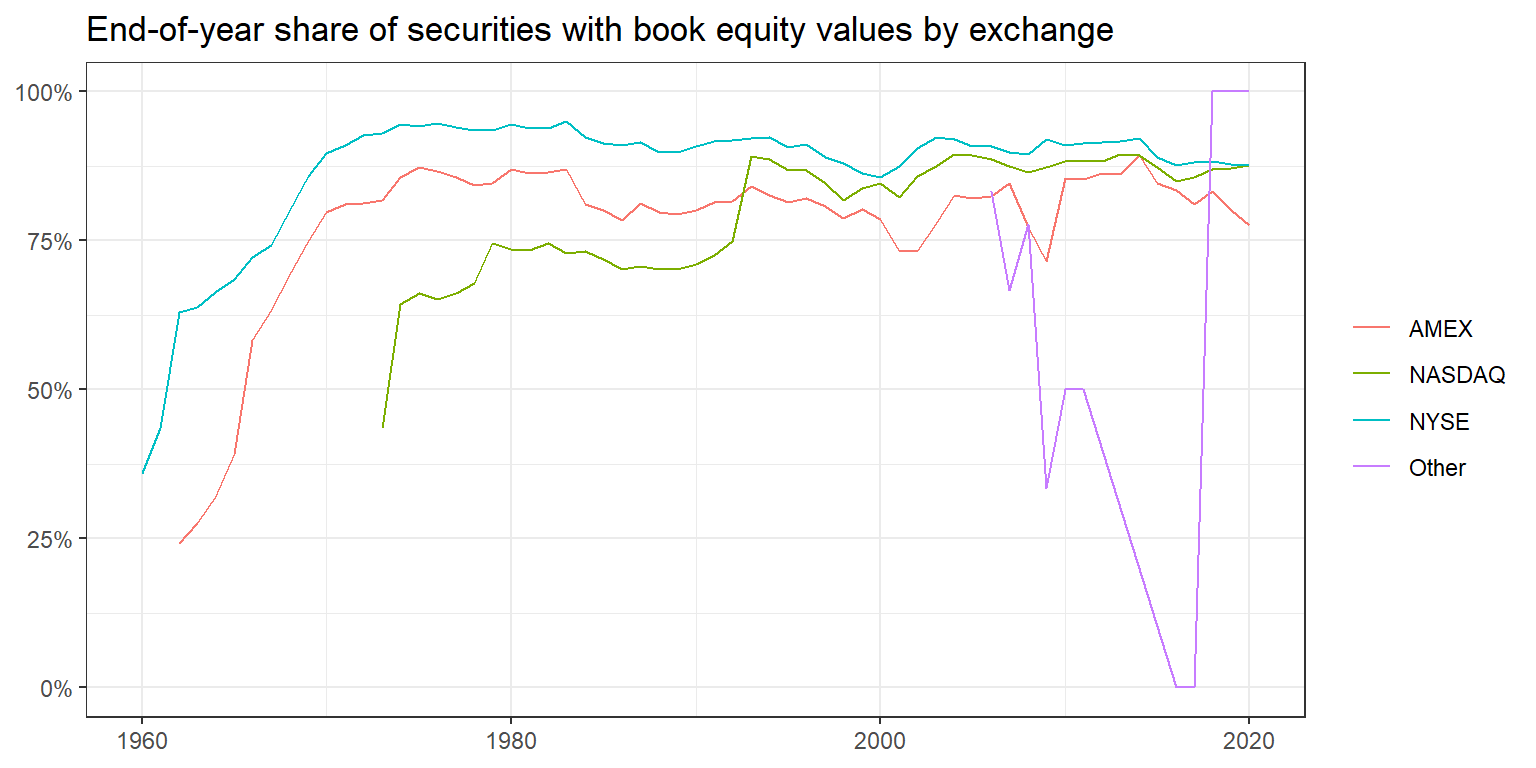 End-of-year share of securities with book equity values by exchange
100%
75%
50%
25%
0%
1960 1980 2000 2020
AMEX
NASDAQ
NYSE
Other